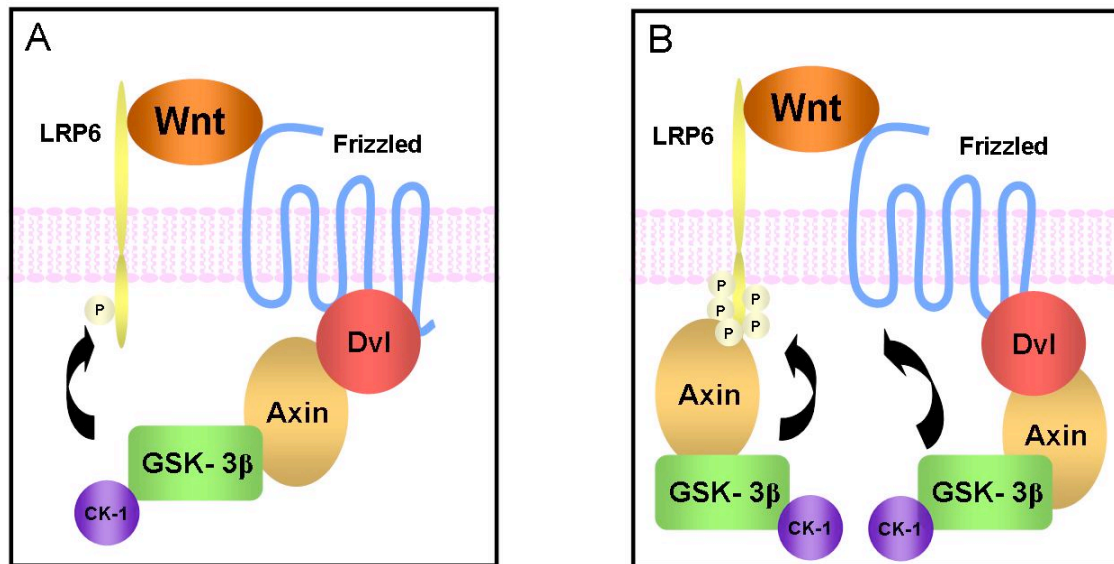 A
Wnt
LRP6
Frizzled
P
Dvl
Axin
GSK- 3β
CK-1
B
Wnt
LRP6
Frizzled
P
P
P
P
P
Dvl
Axin
Axin
GSK- 3β
GSK- 3β
CK-1
CK-1